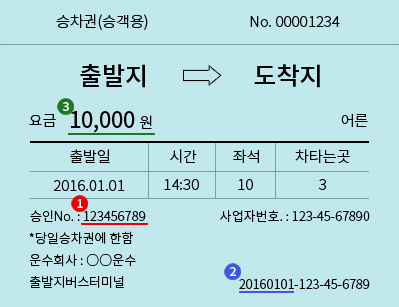 승차권(승객용) No. 00001234
출발지 도착지
3
요금 10,000 원 어른
출발일 시간 좌석 차타는곳
2016.01.01 14:30 10 3
1
승인No. : 123456789 사업자번호. : 123-45-67890
*당일승차권에 한함
운수회사 : 〇〇운수
2
출발지버스터미널 20160101-123-45-6789